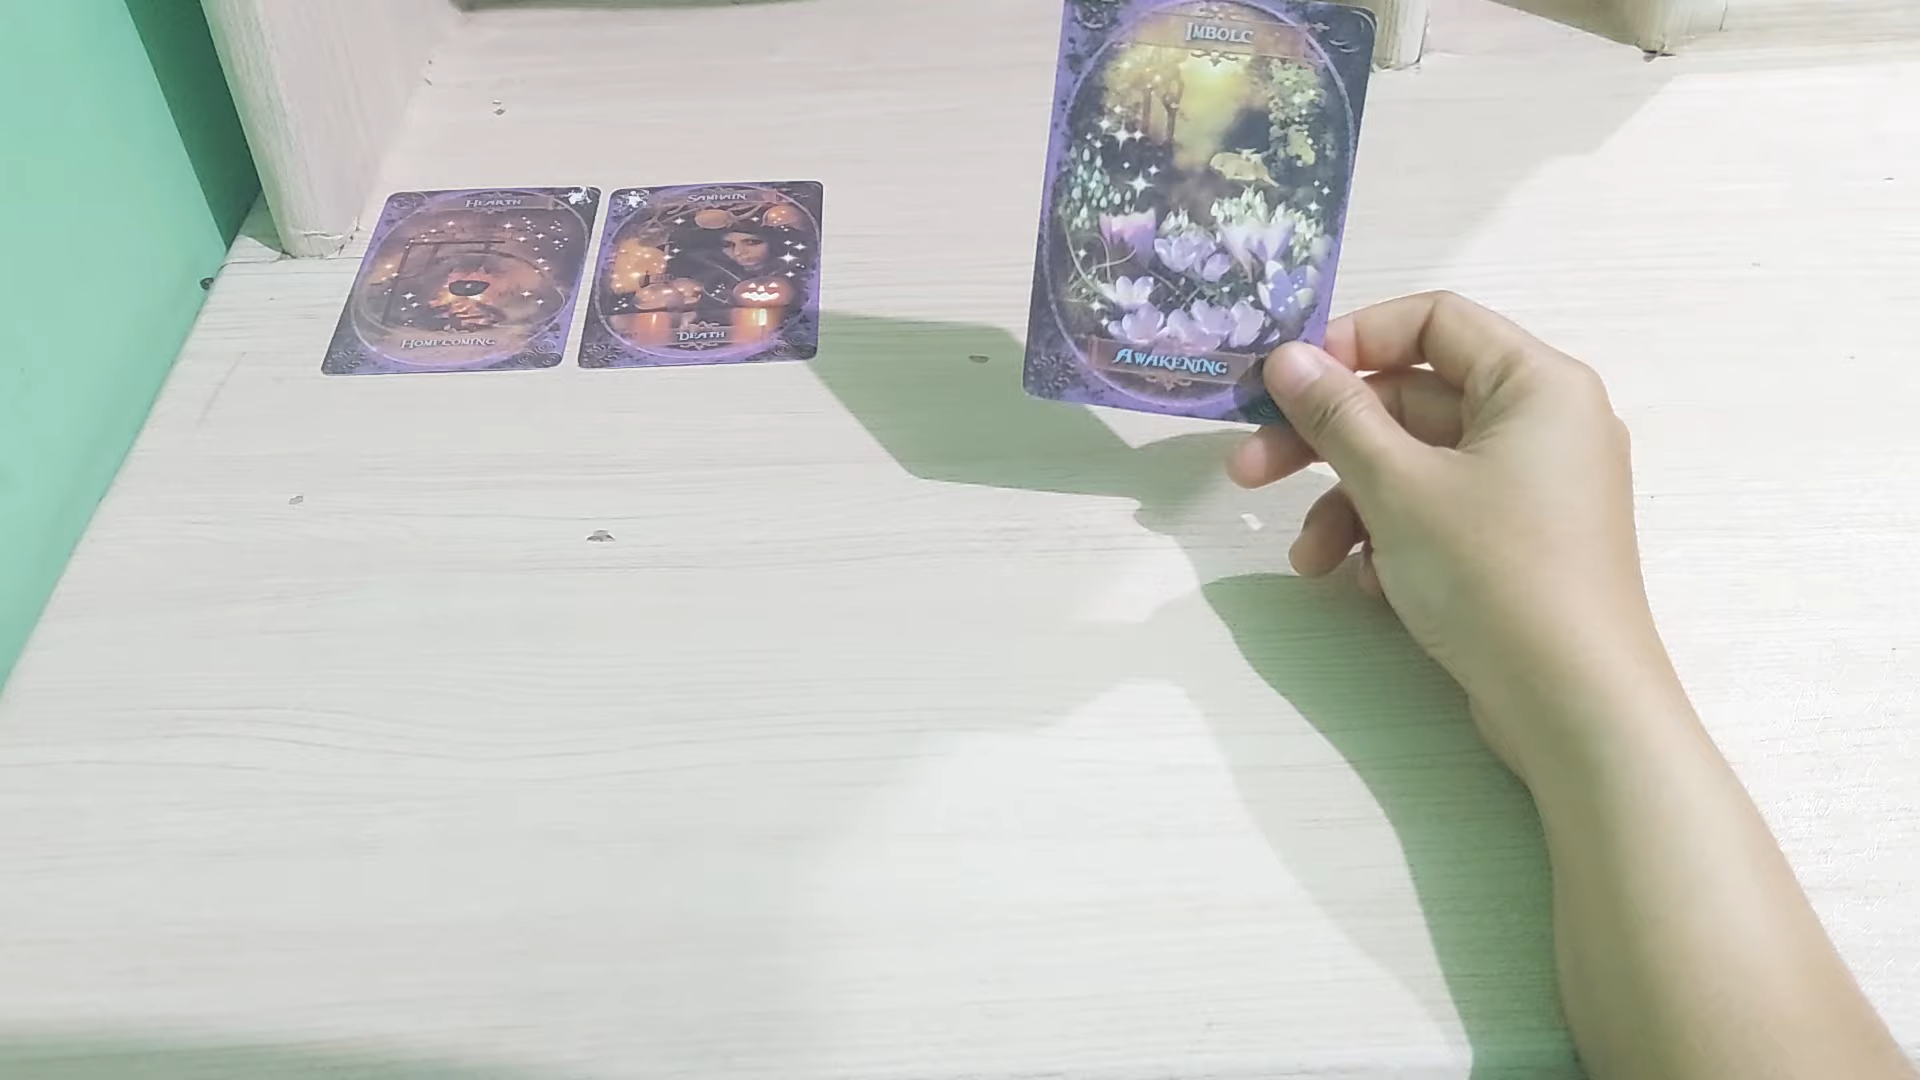 HEARTH
HOMECOMING
SAMHAIN
DEATH
IMBOLC
AWAKENING